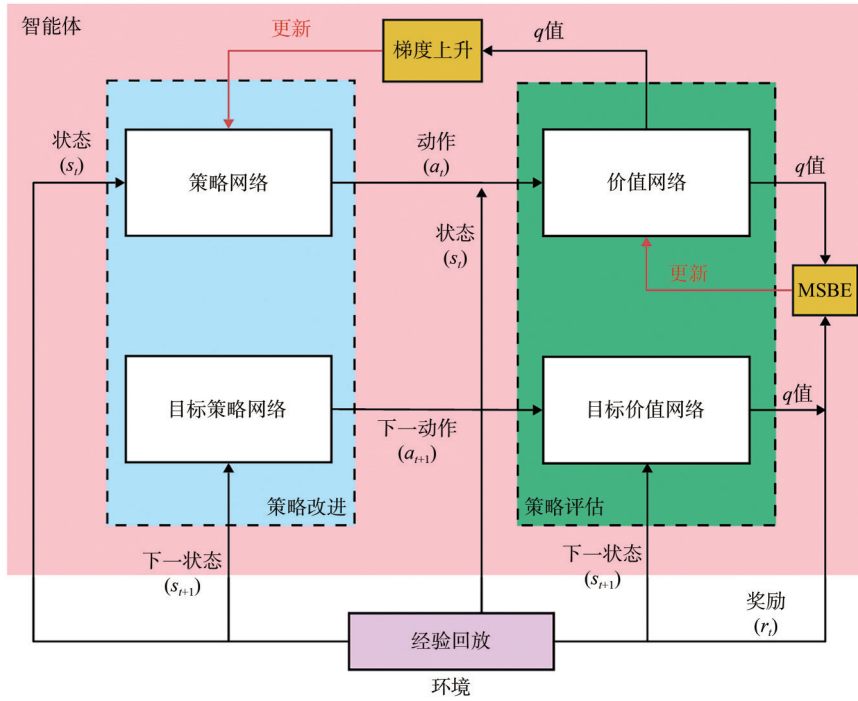 智能体
更新
梯度上升
q值
状态
(s_t)
策略网络
动作
(a_t)
价值网络
q值
状态
(s_t)
更新
MSBE
目标策略网络
下一动作
(a_{t+1})
目标价值网络
q值
策略改进
策略评估
下一状态
(s_{t+1})
下一状态
(s_{t+1})
奖励
(r_t)
经验回放
环境